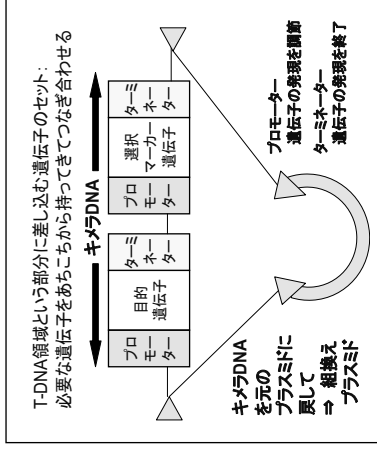 T-DNA領域という部分に差し込む遺伝子のセット:
必要な遺伝子をあちこちから持ってきてつなぎ合わせる
キメラDNA
プロ
モー
ター
目的
遺伝子
ターミ
ネー
ター
プロ
モー
ター
選択
マーカー
遺伝子
ターミ
ネー
ター
キメラDNA
を元の
プラスミドに
戻して
⇒ 組換え
プラスミド
プロモーター
遺伝子の発現を調節
ターミネーター
遺伝子の発現を終了